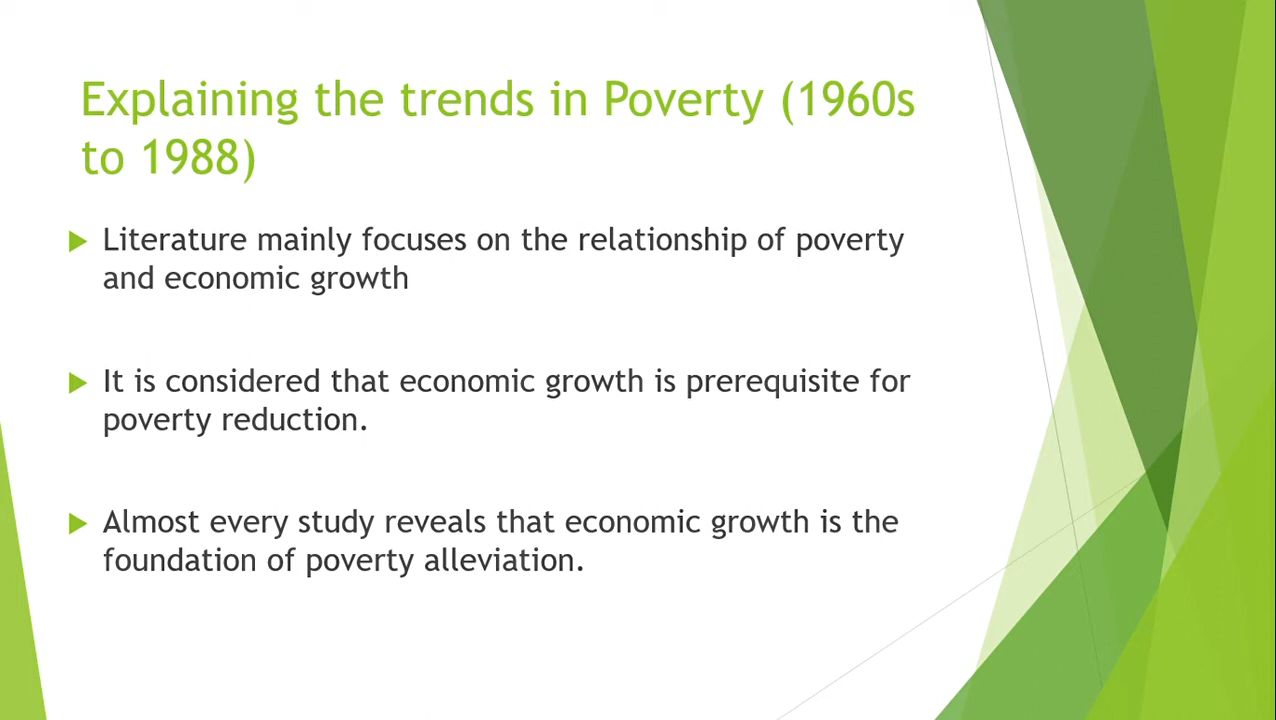 Explaining the trends in Poverty (1960s
to 1988)
Literature mainly focuses on the relationship of poverty
and economic growth
It is considered that economic growth is prerequisite for
poverty reduction.
Almost every study reveals that economic growth is the
foundation of poverty alleviation.